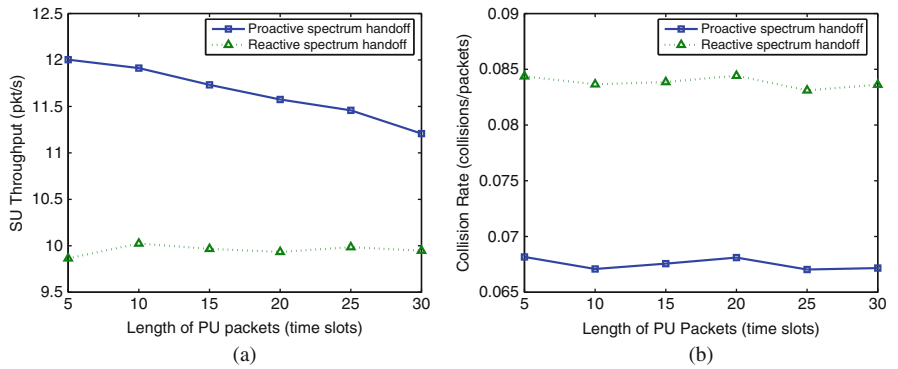 Proactive spectrum handoff
Reactive spectrum handoff
12.5
12
11.5
11
10.5
10
9.5
SU Throughput (pkt/s)
5 10 15 20 25 30
Length of PU packets (time slots)
(a)
Proactive spectrum handoff
Reactive spectrum handoff
0.09
0.085
0.08
0.075
0.07
0.065
Collision Rate (collisions/packets)
5 10 15 20 25 30
Length of PU Packets (time slots)
(b)